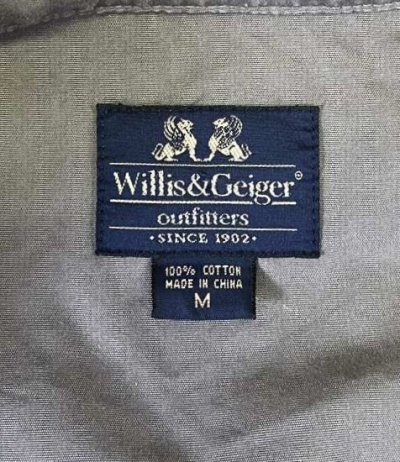 Willis&Geiger®
outfitters
·SINCE 1902·
100% COTTON
MADE IN CHINA
M